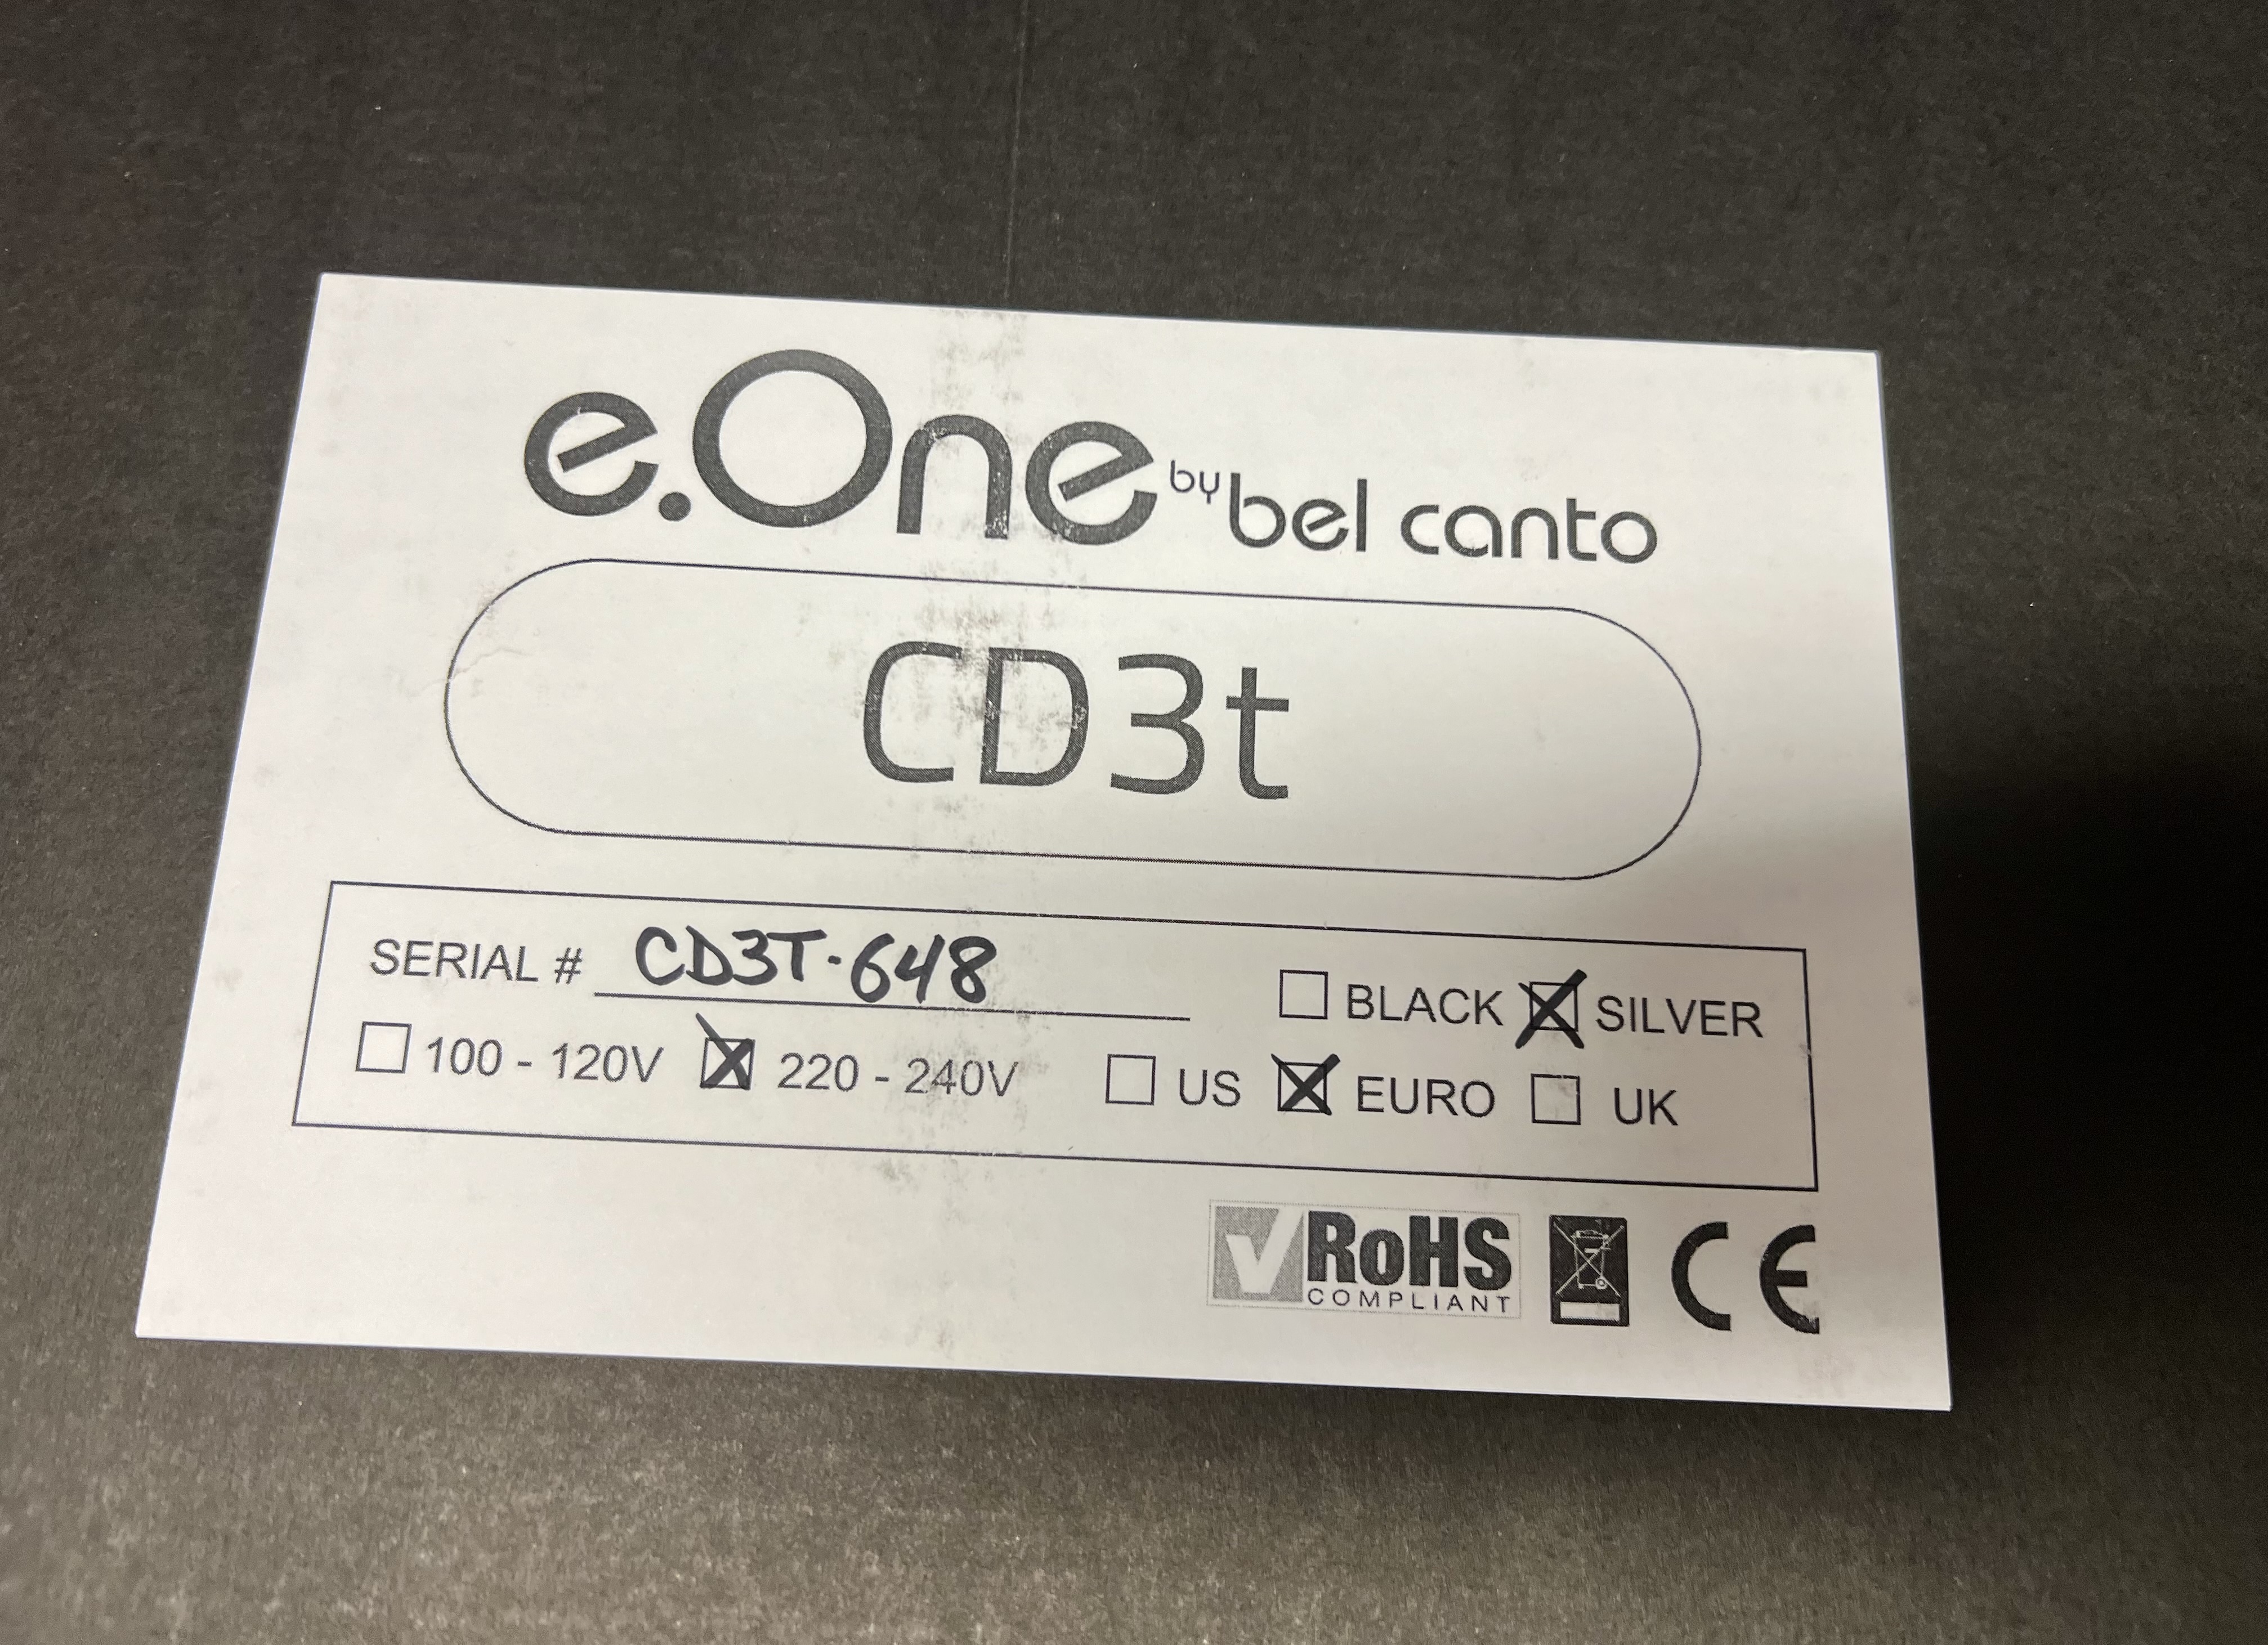 e.One by bel canto
CD3t
SERIAL # CD3T-648 BLACK SILVER
100 - 120V 220 - 240V US EURO UK
RoHS CE
COMPLIANT